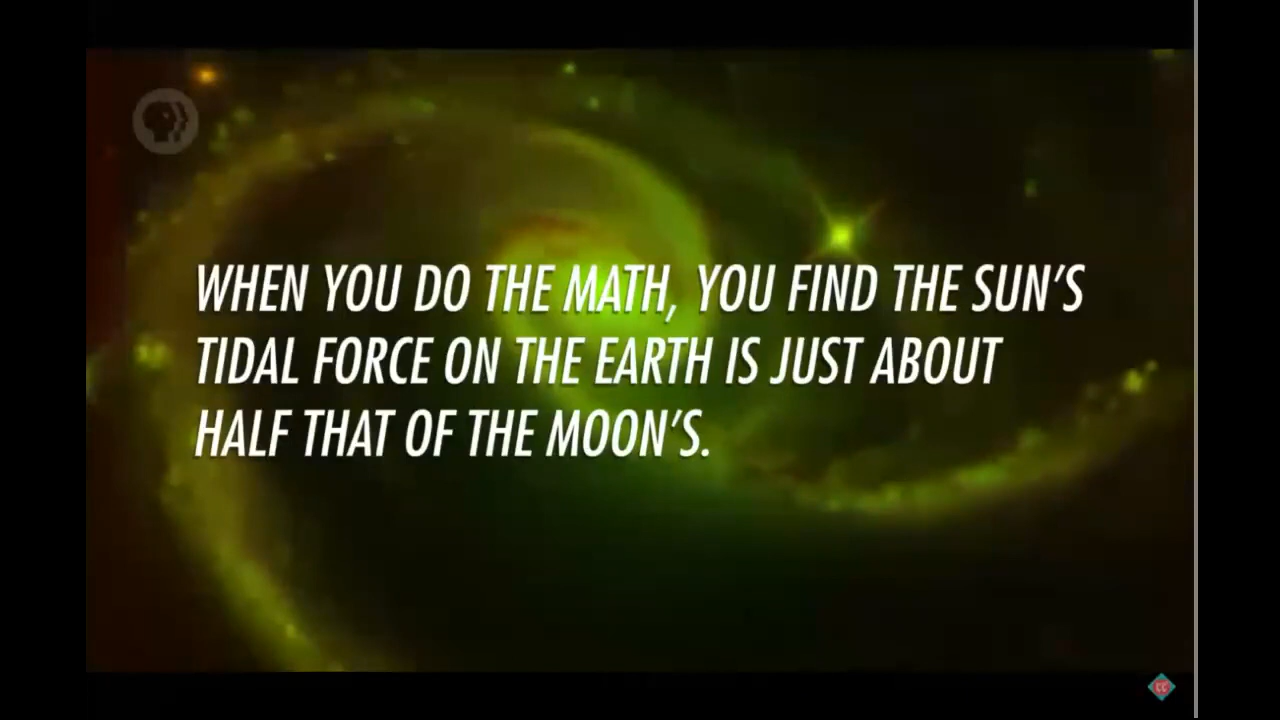 WHEN YOU DO THE MATH, YOU FIND THE SUN'S
TIDAL FORCE ON THE EARTH IS JUST ABOUT
HALF THAT OF THE MOON'S.
CC